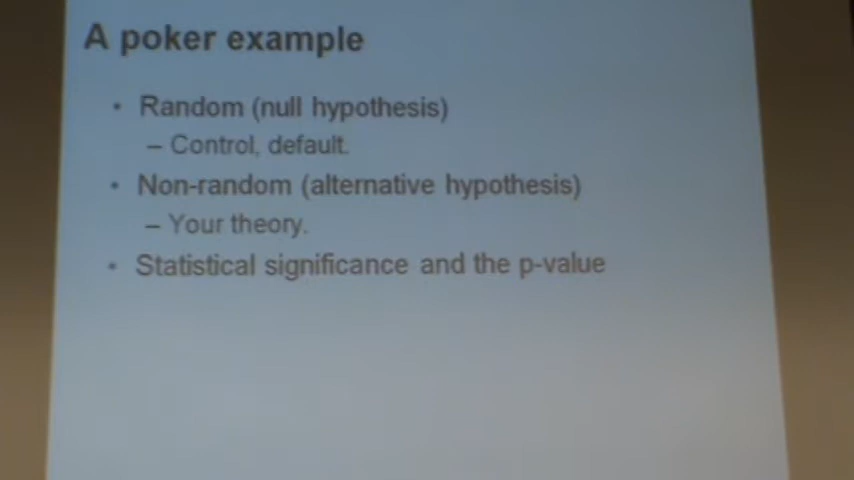 A poker example
• Random (null hypothesis)
– Control, default.
• Non-random (alternative hypothesis)
– Your theory.
• Statistical significance and the p-value